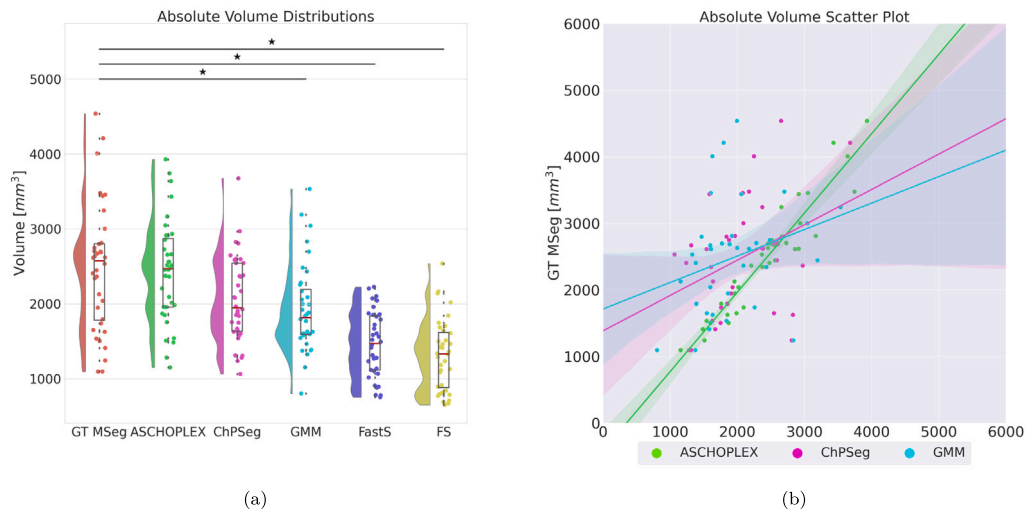 Absolute Volume Distributions
★
★
★
5000
4000
3000
2000
1000
Volume [mm³]
GT MSeg ASCHOPLEX ChPSeg GMM FastS FS
(a)
Absolute Volume Scatter Plot
6000
5000
4000
3000
2000
1000
0
GT MSeg [mm³]
0 1000 2000 3000 4000 5000 6000
ASCHOPLEX ChPSeg GMM
(b)